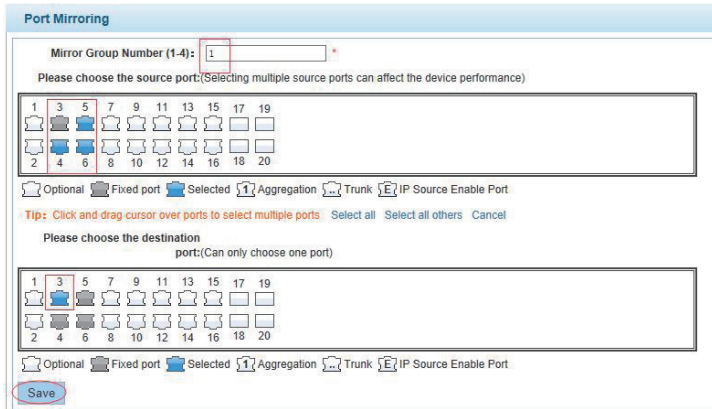 Port Mirroring
Mirror Group Number (1-4): 1 *
Please choose the source port:(Selecting multiple source ports can affect the device performance)
1 3 5 7 9 11 13 15 17 19
2 4 6 8 10 12 14 16 18 20
Optional Fixed port Selected 1 Aggregation ... Trunk E IP Source Enable Port
Tip: Click and drag cursor over ports to select multiple ports Select all Select all others Cancel
Please choose the destination
port:(Can only choose one port)
1 3 5 7 9 11 13 15 17 19
2 4 6 8 10 12 14 16 18 20
Optional Fixed port Selected 1 Aggregation ... Trunk E IP Source Enable Port
Save